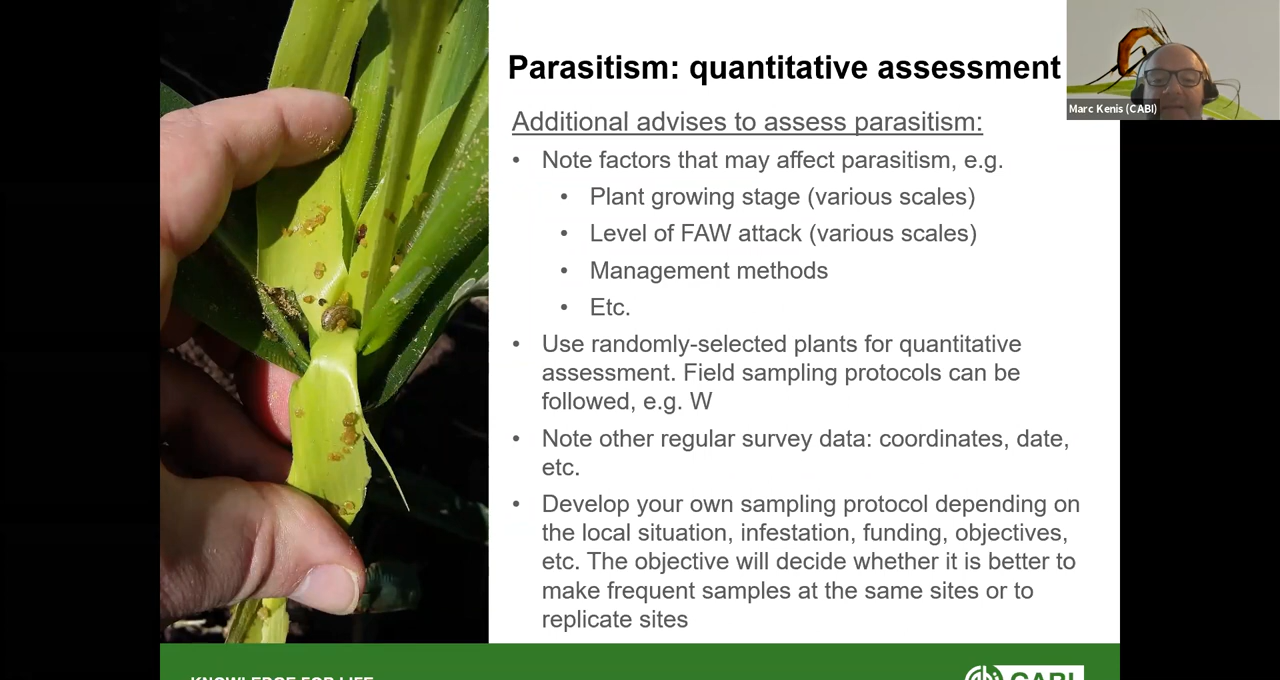 Parasitism: quantitative assessment
Marc Kenis (CABI)
Additional advises to assess parasitism:
• Note factors that may affect parasitism, e.g.
• Plant growing stage (various scales)
• Level of FAW attack (various scales)
• Management methods
• Etc.
• Use randomly-selected plants for quantitative
assessment. Field sampling protocols can be
followed, e.g. W
• Note other regular survey data: coordinates, date,
etc.
• Develop your own sampling protocol depending on
the local situation, infestation, funding, objectives,
etc. The objective will decide whether it is better to
make frequent samples at the same sites or to
replicate sites
KNOWLEDGE FOR LIFE
CABI